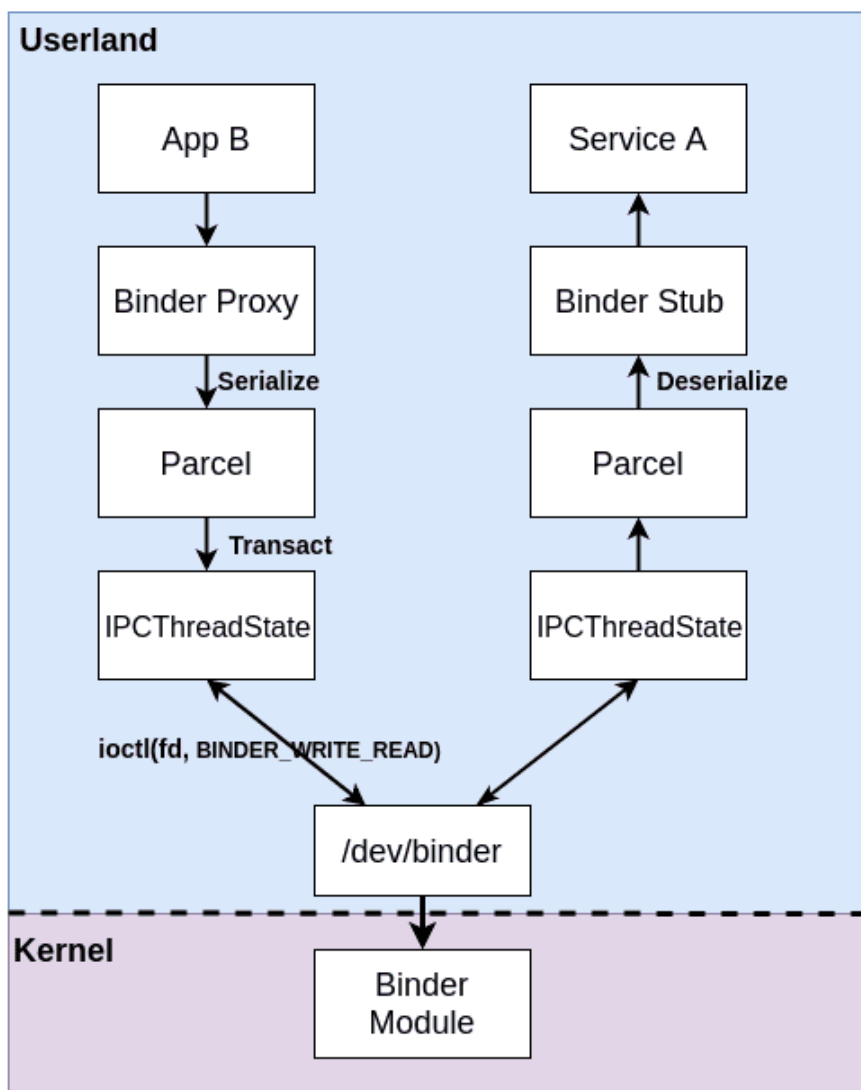 Userland
App B
Service A
Binder Proxy
Binder Stub
Serialize
Deserialize
Parcel
Parcel
Transact
IPCThreadState
IPCThreadState
ioctl(fd, BINDER_WRITE_READ)
/dev/binder
Kernel
Binder
Module